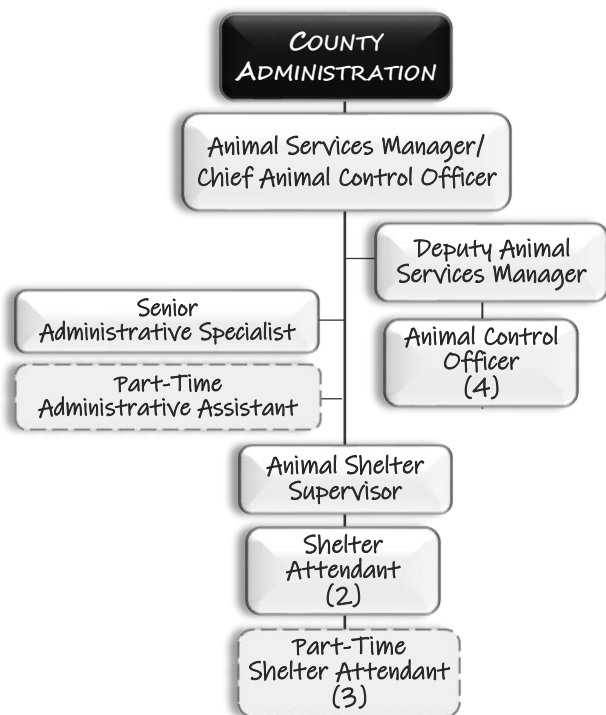 COUNTY
ADMINISTRATION
Animal Services Manager/
Chief Animal Control Officer
Deputy Animal
Services Manager
Senior
Administrative Specialist
Animal Control
Officer
(4)
Part-Time
Administrative Assistant
Animal Shelter
Supervisor
Shelter
Attendant
(2)
Part-Time
Shelter Attendant
(3)